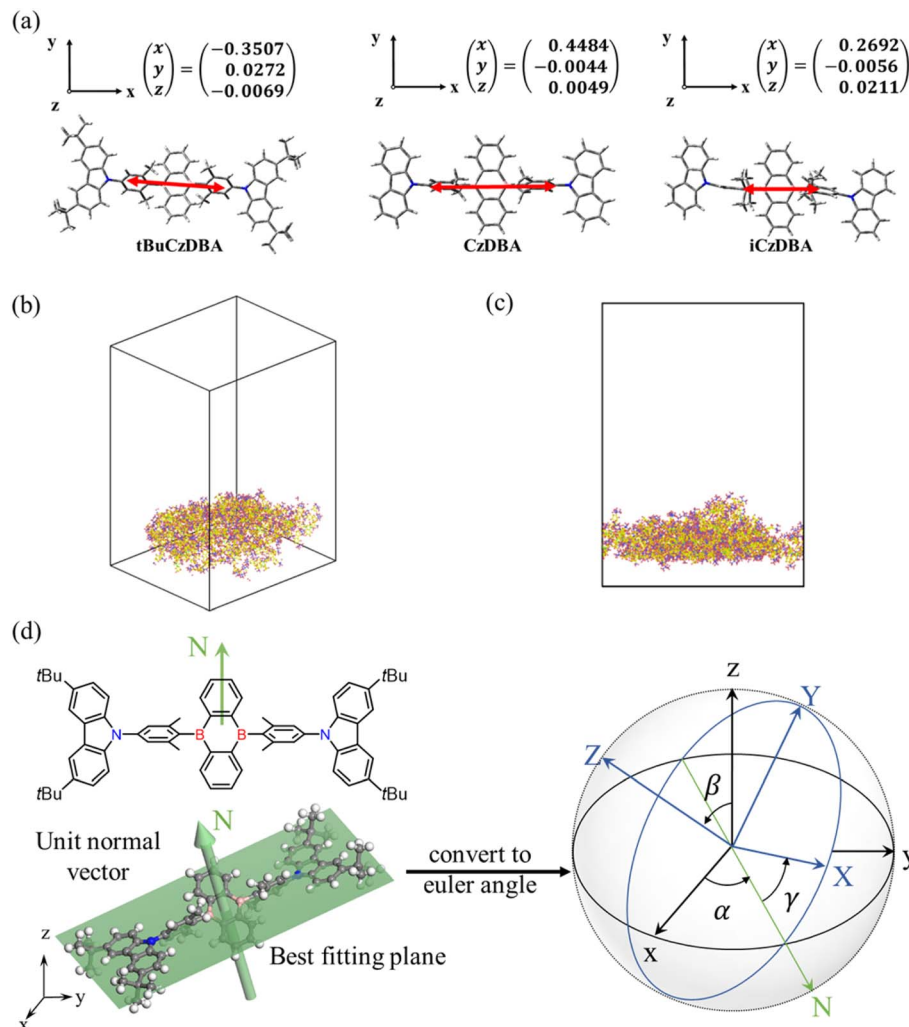 (a)
y
z
x
(x y z) = (−0.3507 0.0272 −0.0069)
tBuCzDBA
y
z
x
(x y z) = (0.4484 −0.0044 0.0049)
CzDBA
y
z
x
(x y z) = (0.2692 −0.0056 0.0211)
iCzDBA
(b)
(c)
(d)
N
tBu
tBu
N
B
B
N
tBu
tBu
N
Unit normal
vector
Best fitting plane
z
y
x
convert to
euler angle
z
Y
Z
β
y
X
α
γ
x
N